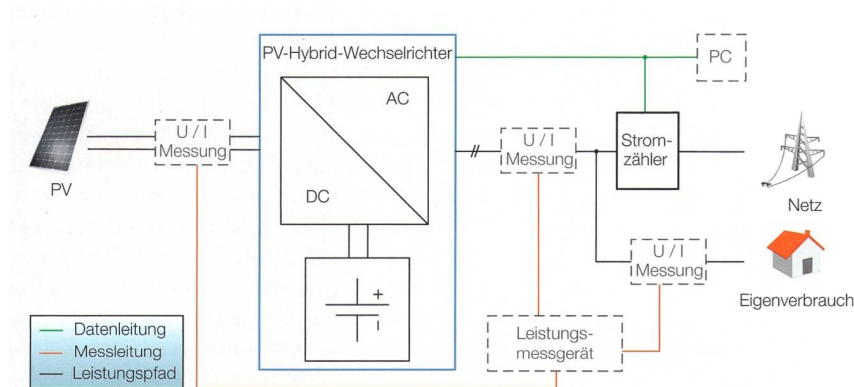 PV-Hybrid-Wechselrichter
PC
AC
DC
U / I
Messung
PV
U / I
Messung
Strom-
zähler
Netz
U / I
Messung
Eigenverbrauch
+
–
Leistungs-
messgerät
Datenleitung
Messleitung
Leistungspfad